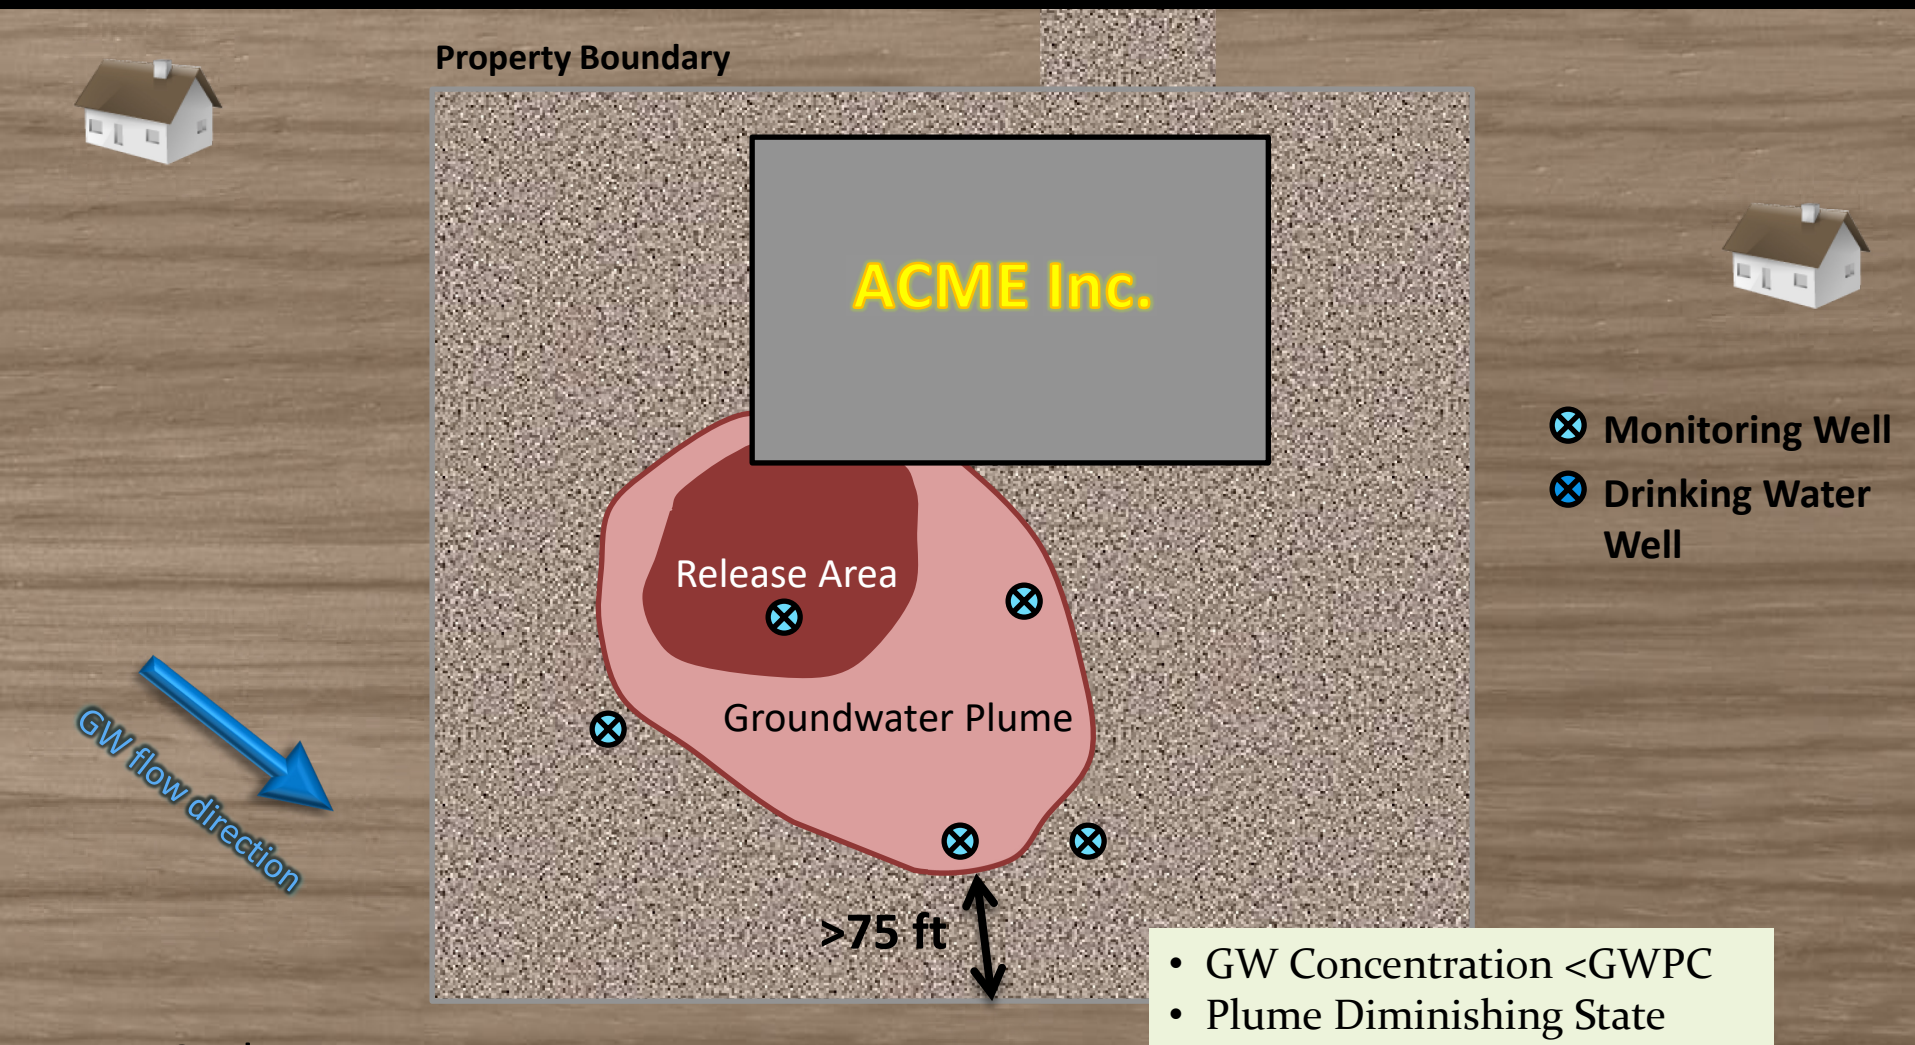 Property Boundary
ACME Inc.
Monitoring Well
Drinking Water
Well
Release Area
Groundwater Plume
GW flow direction
>75 ft
• GW Concentration <GWPC
• Plume Diminishing State